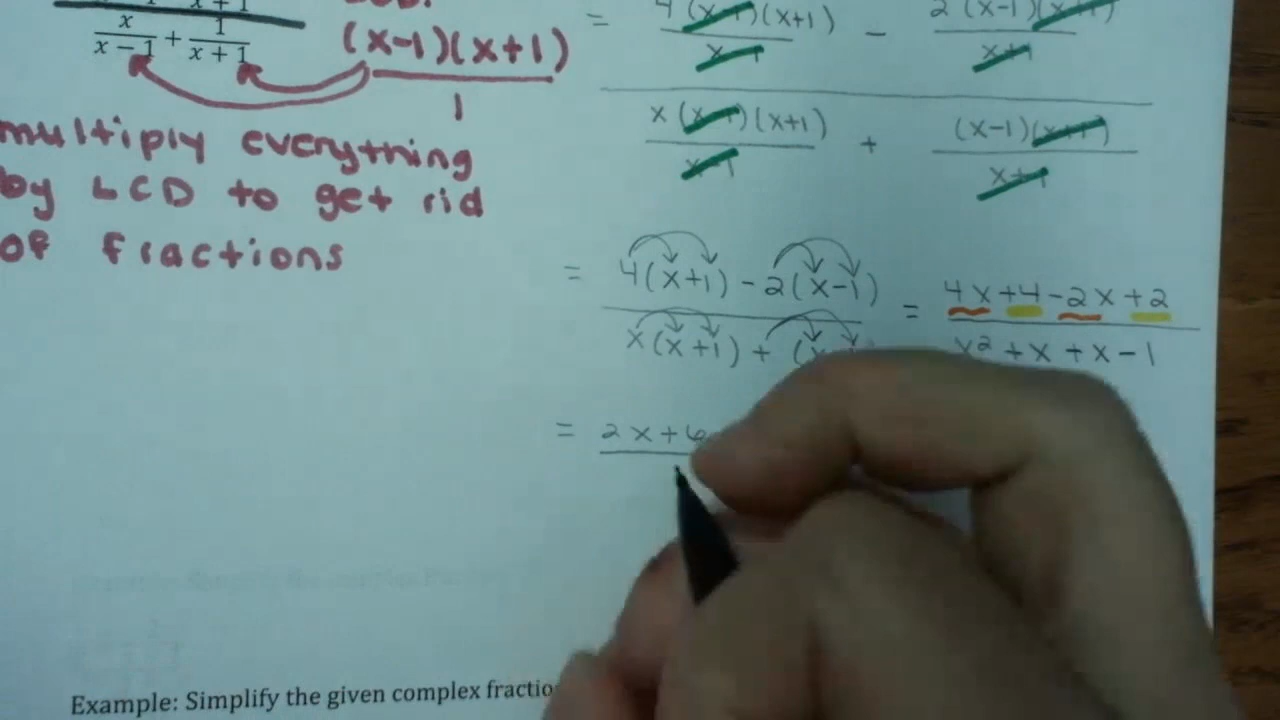 x/(x − 1) + 1/(x + 1)
(x-1)(x+1)
1
multiply everything
by LCD to get rid
of fractions
= 4(x-1)(x+1)/(x-1) - 2(x-1)(x+1)/(x+1)
x(x-1)(x+1)/(x-1) + (x-1)(x+1)/(x+1)
= 4(x+1) - 2(x-1) = 4x+4-2x+2
x(x+1) + (x x² + x + x - 1
= 2x+6
Example: Simplify the given complex